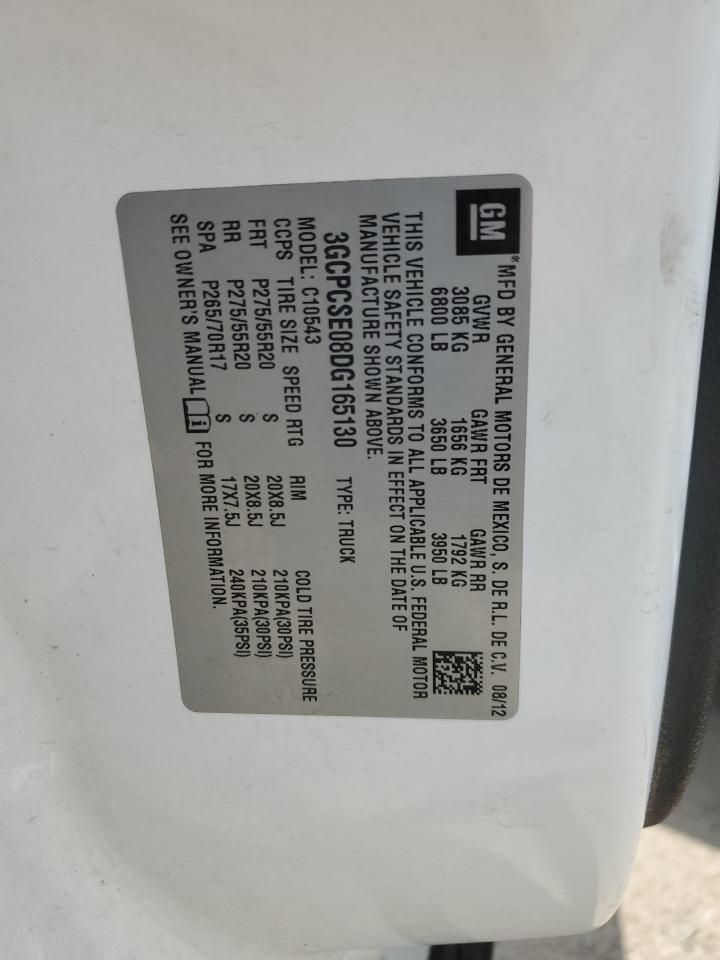 GM
® MFD BY GENERAL MOTORS DE MEXICO, S. DE R.L. DE C.V. 08/12
GVWR GAWR FRT GAWR RR
3085 KG 1656 KG 1792 KG
6800 LB 3650 LB 3950 LB
THIS VEHICLE CONFORMS TO ALL APPLICABLE U.S. FEDERAL MOTOR
VEHICLE SAFETY STANDARDS IN EFFECT ON THE DATE OF
MANUFACTURE SHOWN ABOVE.
3GCPCSE08DG165130 TYPE: TRUCK
MODEL: C10543
CCPS TIRE SIZE SPEED RTG RIM COLD TIRE PRESSURE
FRT P275/55R20 S 20X8.5J 210KPA(30PSI)
RR P275/55R20 S 20X8.5J 210KPA(30PSI)
SPA P265/70R17 S 17X7.5J 240KPA(35PSI)
SEE OWNER'S MANUAL i FOR MORE INFORMATION.